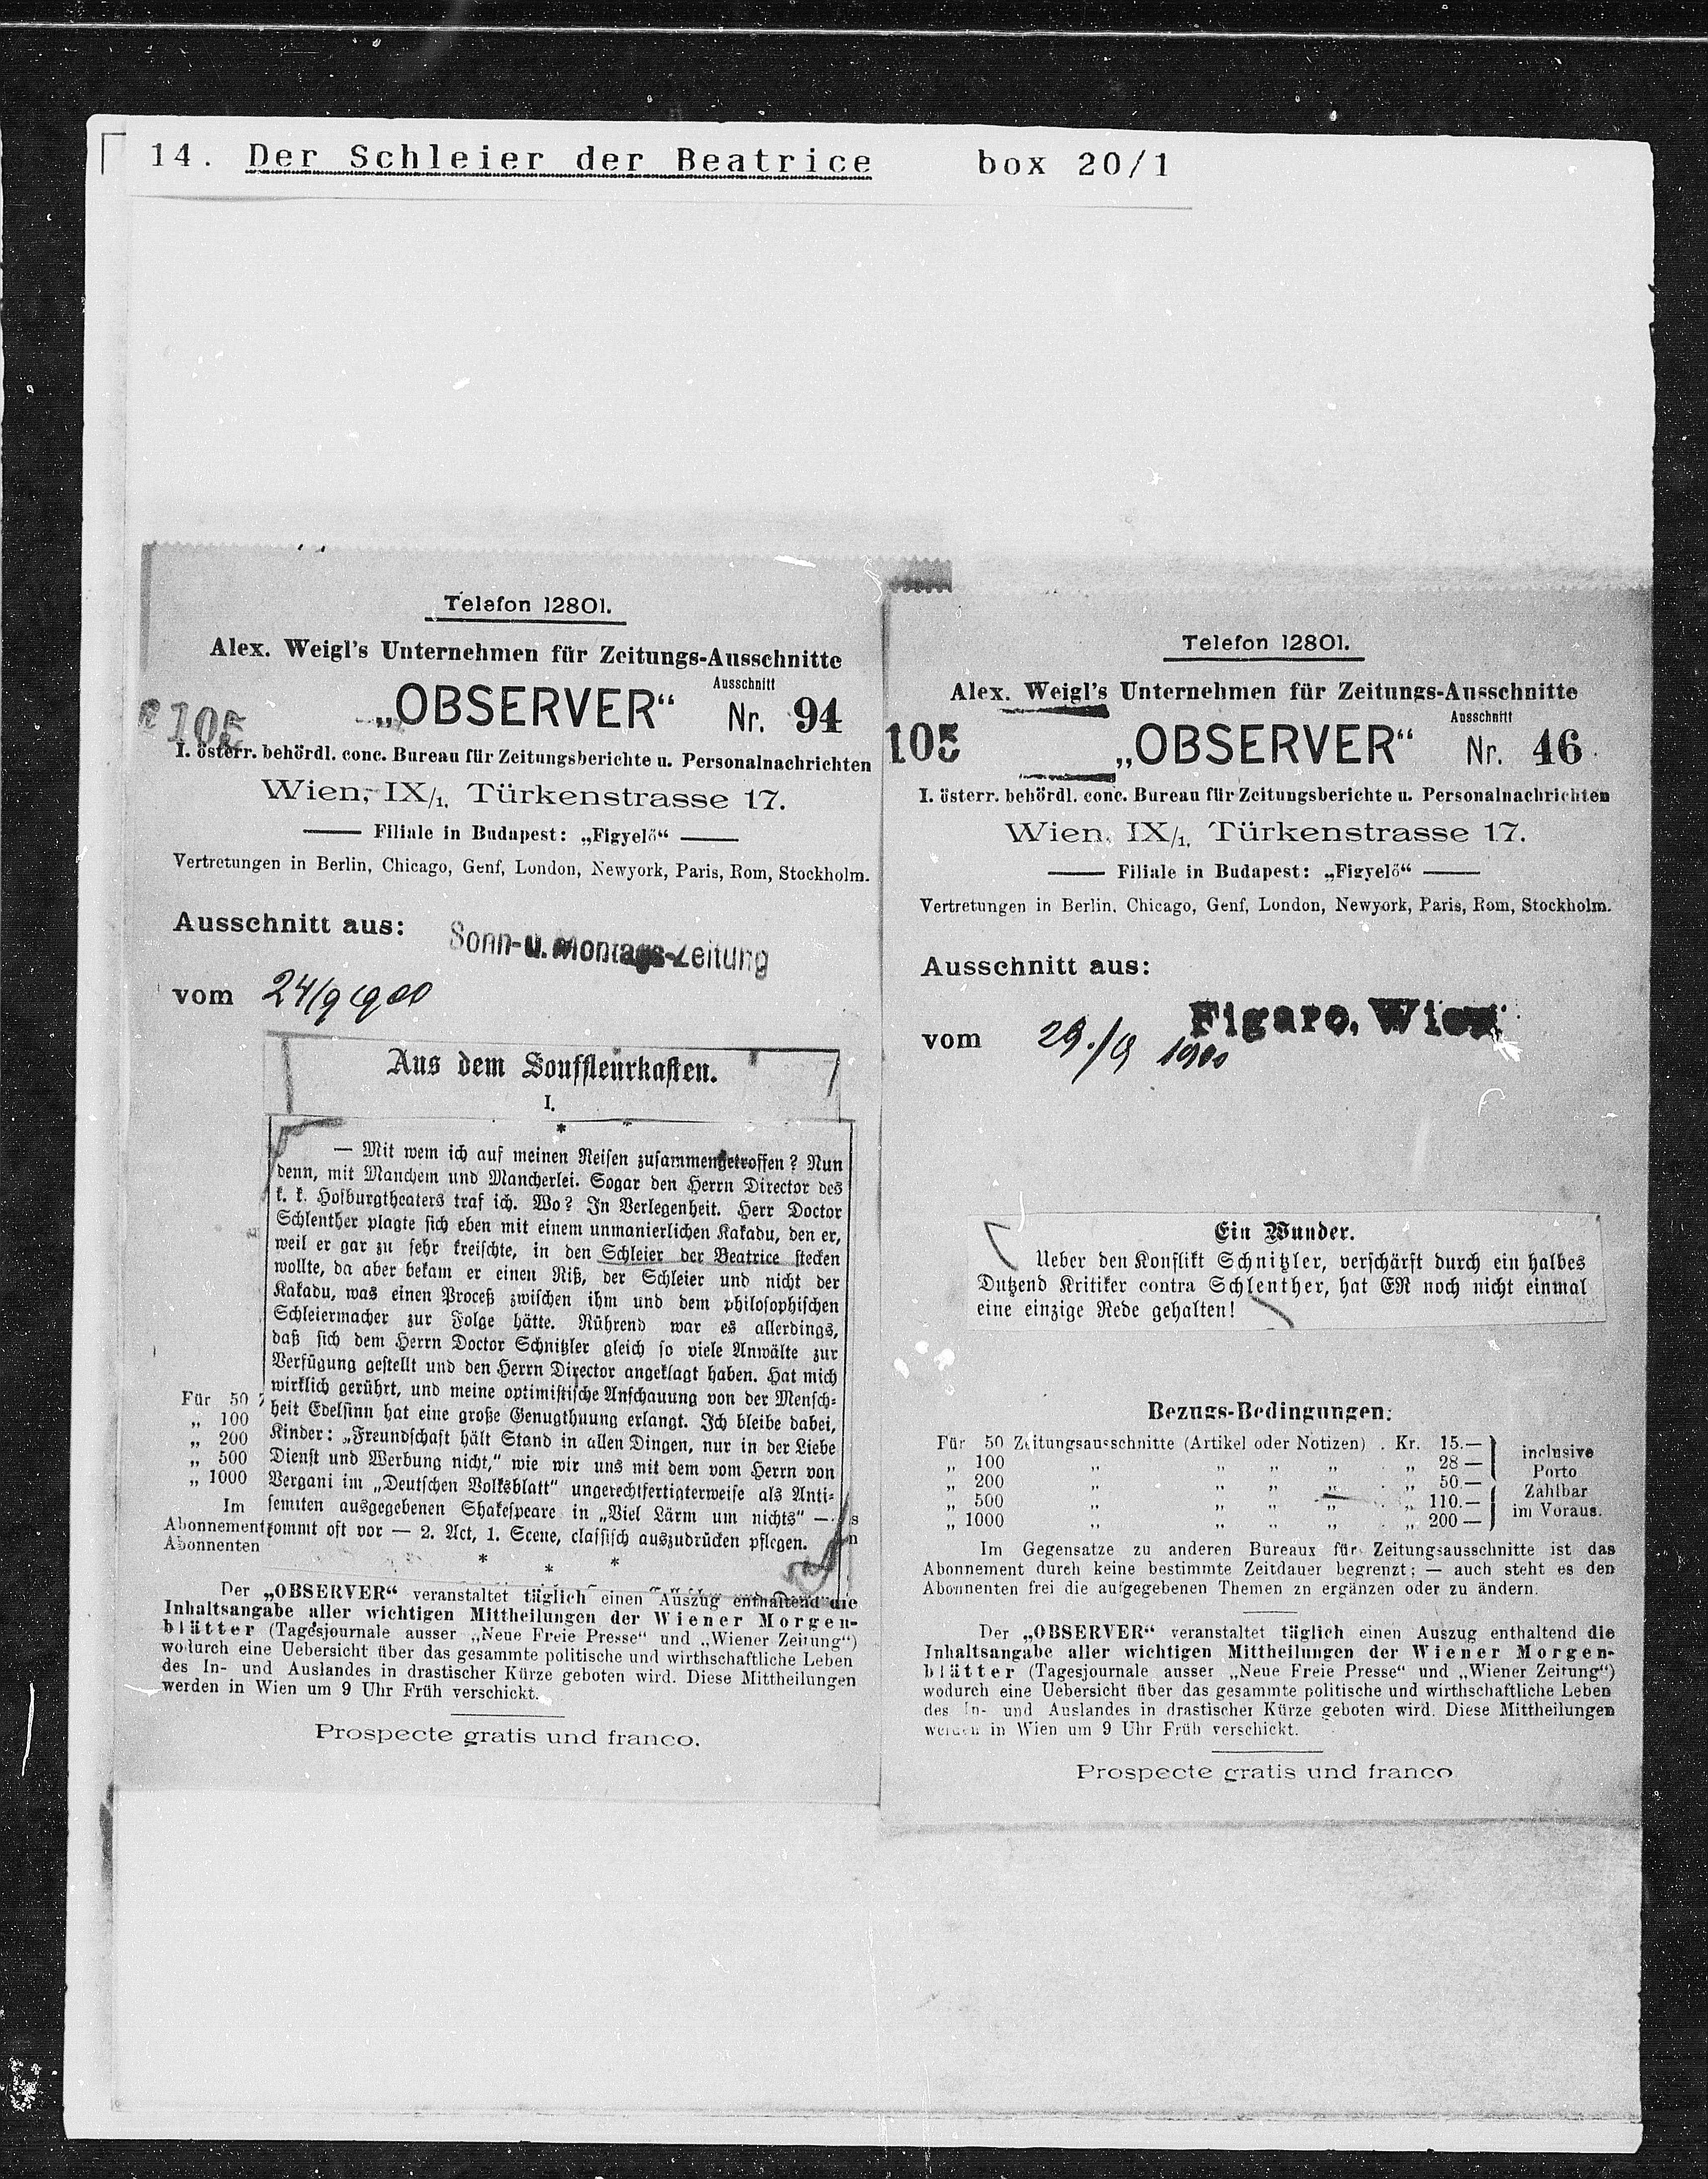 14. Der Schleier der Beatrice box 20/1
Telefon 12801.
Alex. Weigl's Unternehmen für Zeitungs-Ausschnitte
Ausschnitt
105 „OBSERVER“ Nr. 94
I. österr. behördl. conc. Bureau für Zeitungsberichte u. Personalnachrichten
Wien, IX/1, Türkenstrasse 17.
Filiale in Budapest: „Figyelő“
Vertretungen in Berlin, Chicago, Genf, London, Newyork, Paris, Rom, Stockholm.
Ausschnitt aus: Sonn- u. Montags-Zeitung
vom 24/9 1900
Aus dem Souffleurkasten.
I.
*
— Mit wem ich auf meinen Reisen zusammengetroffen? Nun
denn, mit Manchem und Mancherlei. Sogar den Herrn Director des
k. k. Hofburgtheaters traf ich. Wo? In Verlegenheit. Herr Doctor
Schlenther plagte sich eben mit einem unmanierlichen Kakadu, den er,
weil er gar zu sehr kreischte, in den Schleier der Beatrice stecken
wollte, da aber bekam er einen Riß, der Schleier und nicht der
Kakadu, was einen Proceß zwischen ihm und dem philosophischen
Schleiermacher zur Folge hätte. Rührend war es allerdings,
daß sich dem Herrn Doctor Schnitzler gleich so viele Anwälte zur
Verfügung gestellt und den Herrn Director angeklagt haben. Hat mich
wirklich gerührt, und meine optimistische Anschauung von der Mensch-
heit Edelsinn hat eine große Genugthuung erlangt. Ich bleibe dabei,
Kinder: „Freundschaft hält Stand in allen Dingen, nur in der Liebe
Dienst und Werbung nicht,“ wie wir uns mit dem vom Herrn von
Vergani im „Deutschen Volksblatt“ ungerechtfertigterweise als Anti-
semiten ausgegebenen Shakespeare in „Viel Lärm um nichts“ —
kommt oft vor — 2. Act, 1. Scene, classisch auszudrücken pflegen.
* * *
Für 50
„ 100
„ 200
„ 500
„ 1000
Im
Abonnement
Abonnenten
Der „OBSERVER“ veranstaltet täglich einen Auszug enthaltend die
Inhaltsangabe aller wichtigen Mittheilungen der Wiener Morgen-
blätter (Tagesjournale ausser „Neue Freie Presse“ und „Wiener Zeitung“)
wodurch eine Uebersicht über das gesammte politische und wirthschaftliche Leben
des In- und Auslandes in drastischer Kürze geboten wird. Diese Mittheilungen
werden in Wien um 9 Uhr Früh verschickt.
Prospecte gratis und franco.
Telefon 12801.
Alex. Weigl's Unternehmen für Zeitungs-Ausschnitte
Ausschnitt
105 „OBSERVER“ Nr. 46
I. österr. behördl. conc. Bureau für Zeitungsberichte u. Personalnachrichten
Wien, IX/1, Türkenstrasse 17.
Filiale in Budapest: „Figyelő“
Vertretungen in Berlin, Chicago, Genf, London, Newyork, Paris, Rom, Stockholm.
Ausschnitt aus:
Figaro, Wien
vom 29./9 1900
Ein Wunder.
Ueber den Konflikt Schnitzler, verschärft durch ein halbes
Dutzend Kritiker contra Schlenther, hat ER noch nicht einmal
eine einzige Rede gehalten!
Bezugs-Bedingungen:
Für 50 Zeitungsausschnitte (Artikel oder Notizen) . Kr. 15.—
„ 100 „ „ „ „ „ 28 —
„ 200 „ „ „ „ „ 50 —
„ 500 „ „ „ „ „ 110.—
„ 1000 „ „ „ „ „ 200 —
inclusive
Porto
Zahlbar
im Voraus.
Im Gegensatze zu anderen Bureaux für Zeitungsausschnitte ist das
Abonnement durch keine bestimmte Zeitdauer begrenzt; — auch steht es den
Abonnenten frei die aufgegebenen Themen zn ergänzen oder zu ändern.
Der „OBSERVER“ veranstaltet täglich einen Auszug enthaltend die
Inhaltsangabe aller wichtigen Mittheilungen der Wiener Morgen-
blätter (Tagesjournale ausser „Neue Freie Presse“ und „Wiener Zeitung“)
wodurch eine Uebersicht über das gesammte politische und wirthschaftliche Leben
des In- und Auslandes in drastischer Kürze geboten wird. Diese Mittheilungen
werden in Wien um 9 Uhr Früh verschickt.
Prospecte gratis und franco